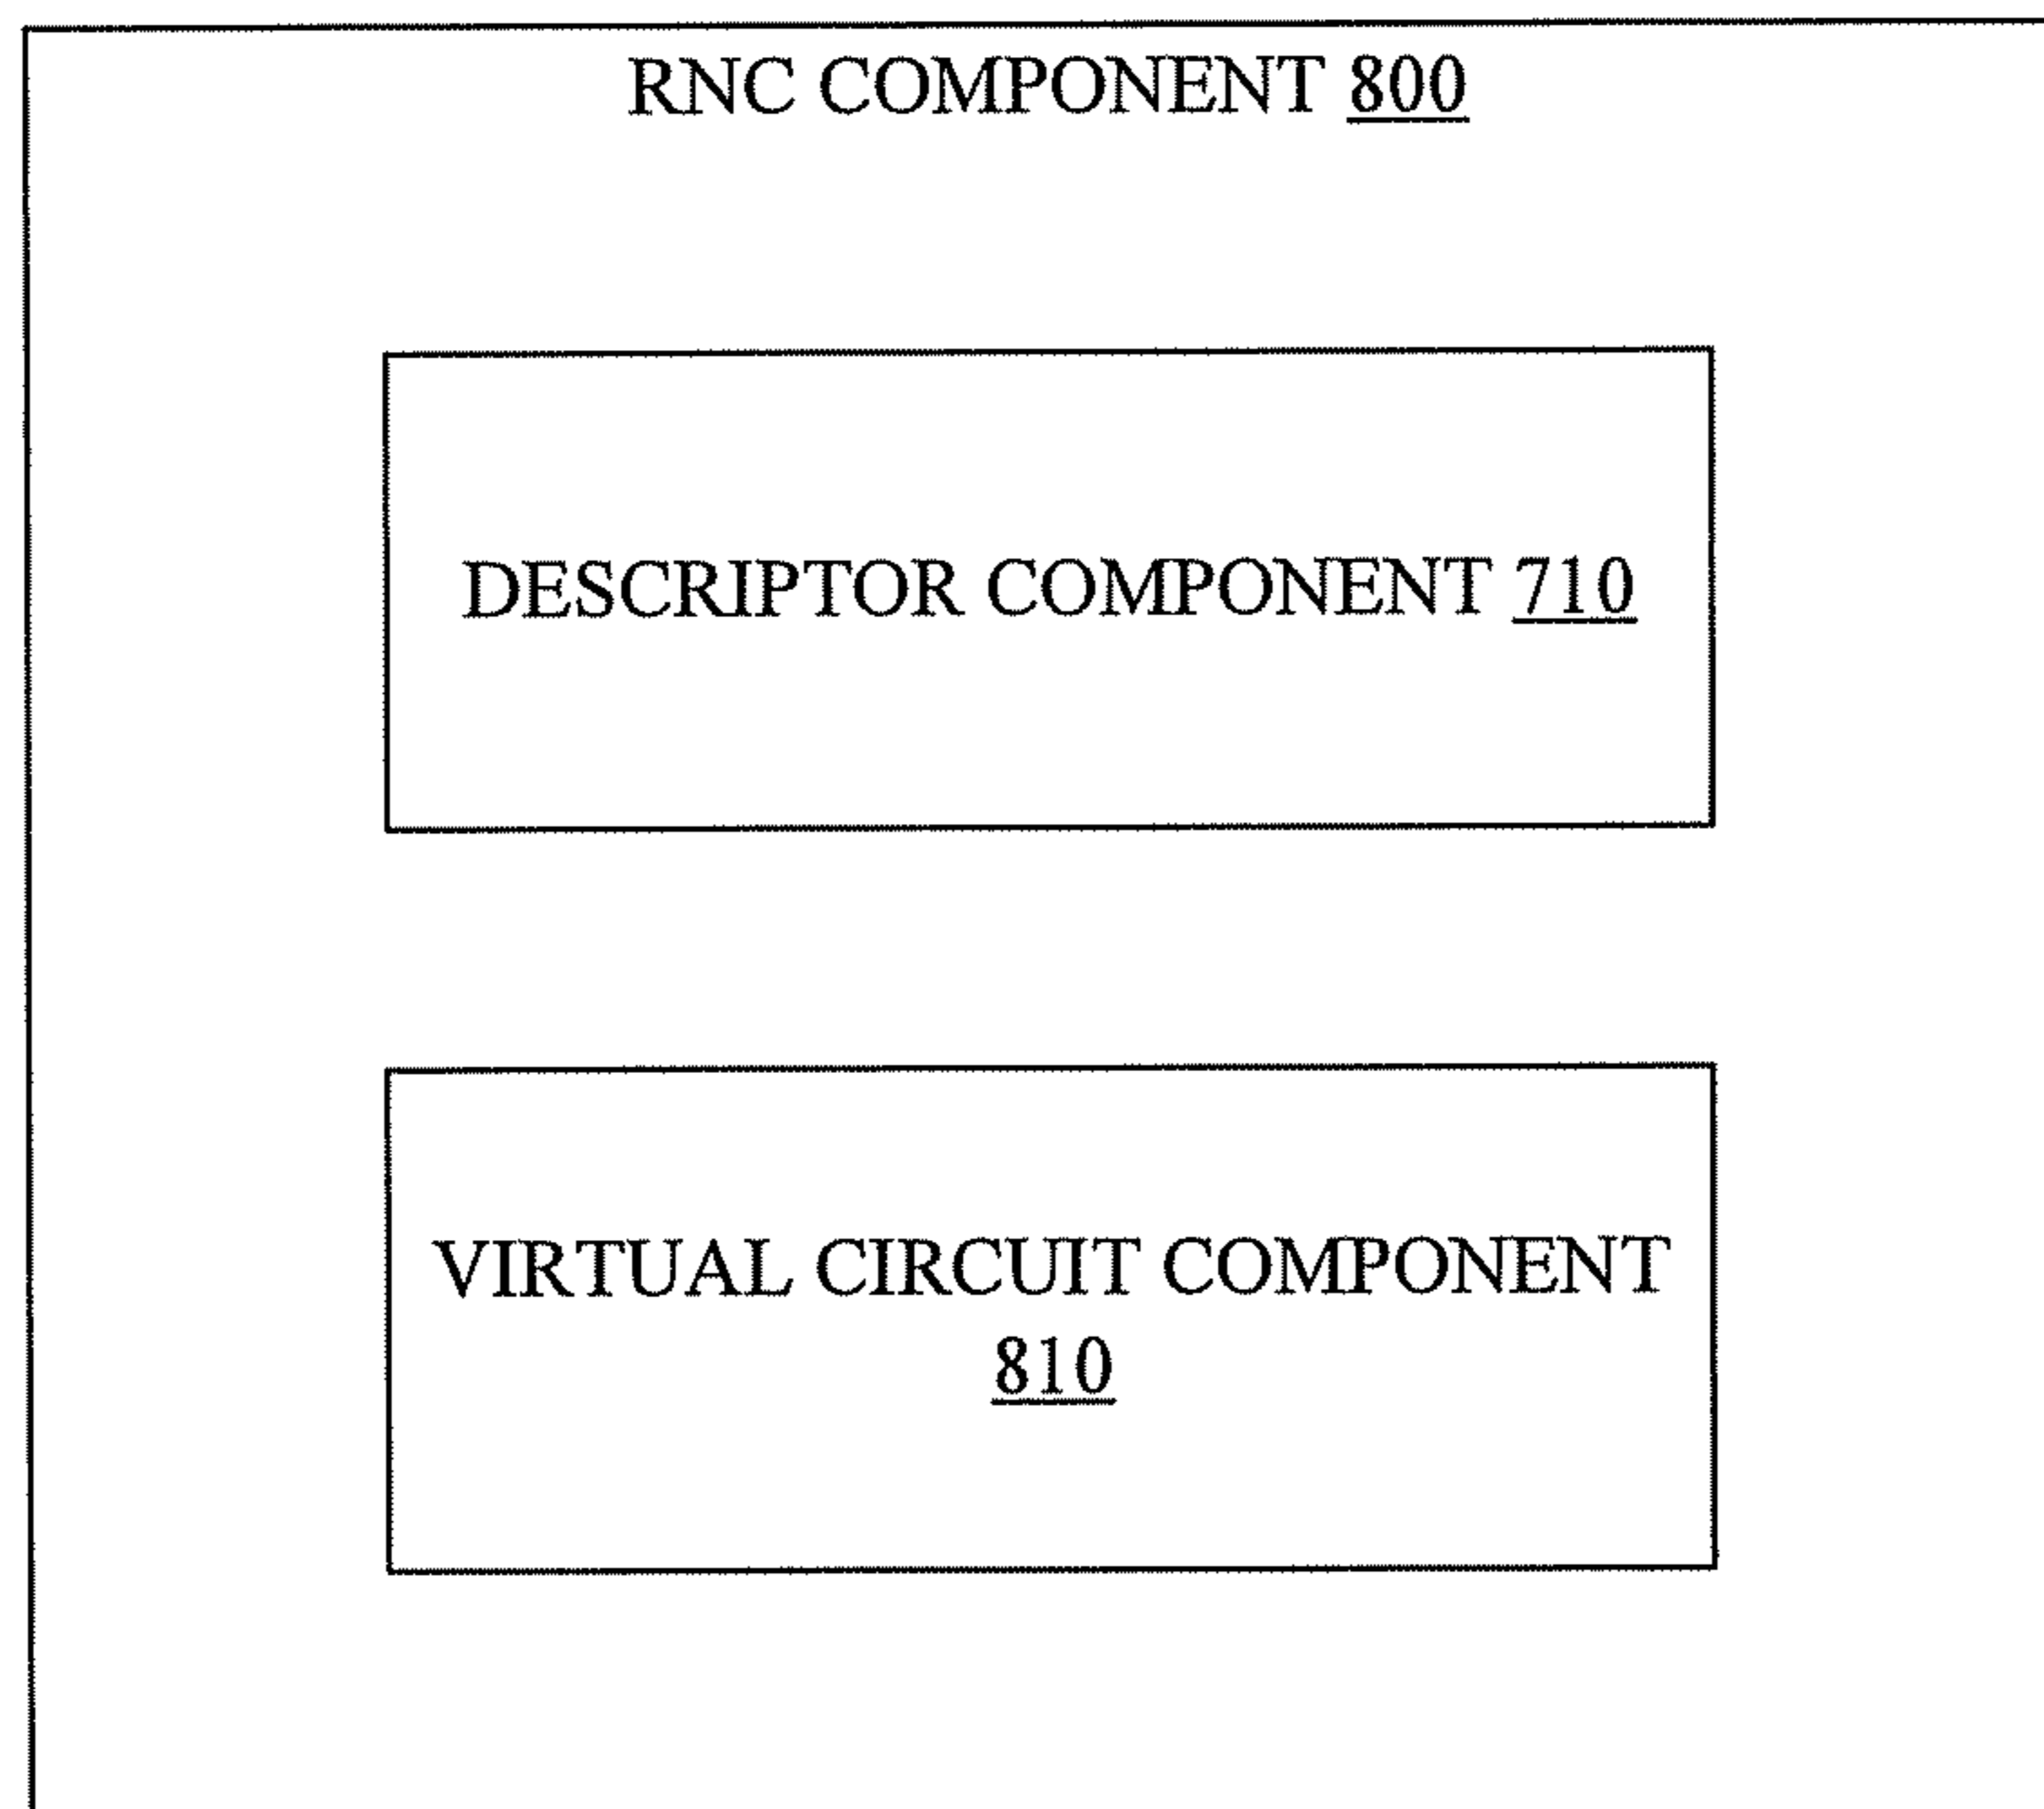 RNC COMPONENT 800
DESCRIPTOR COMPONENT 710
VIRTUAL CIRCUIT COMPONENT
810